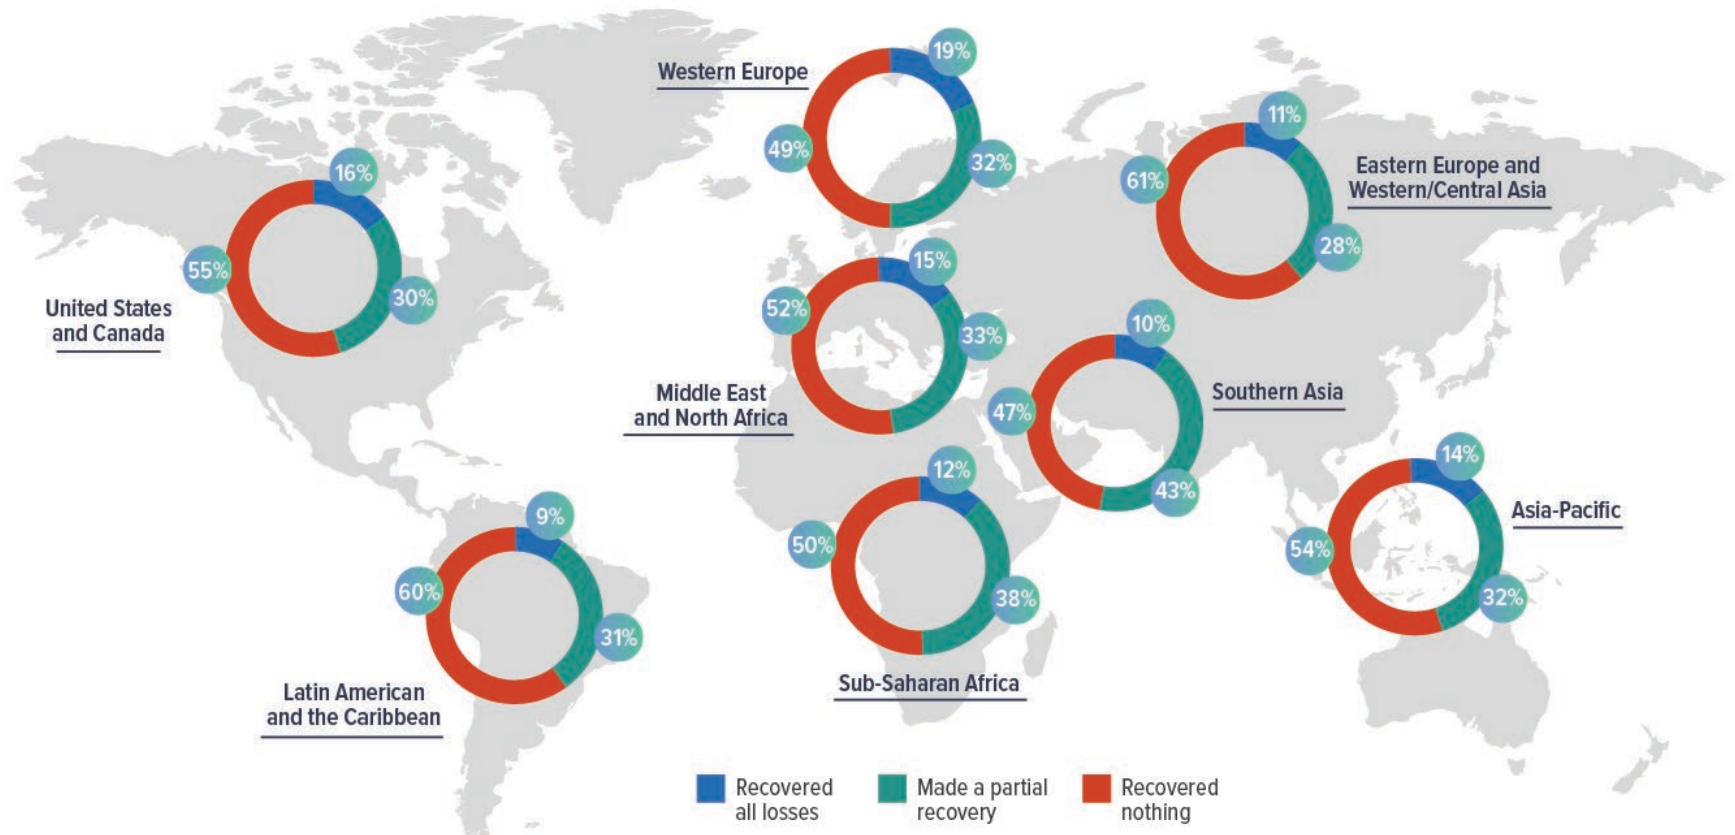 Western Europe
19%
49%
32%
11%
61%
28%
Eastern Europe and
Western/Central Asia
16%
55%
30%
United States
and Canada
15%
52%
33%
Middle East
and North Africa
10%
47%
43%
Southern Asia
12%
50%
38%
Sub-Saharan Africa
14%
54%
32%
Asia-Pacific
9%
60%
31%
Latin American
and the Caribbean
Recovered
all losses
Made a partial
recovery
Recovered
nothing